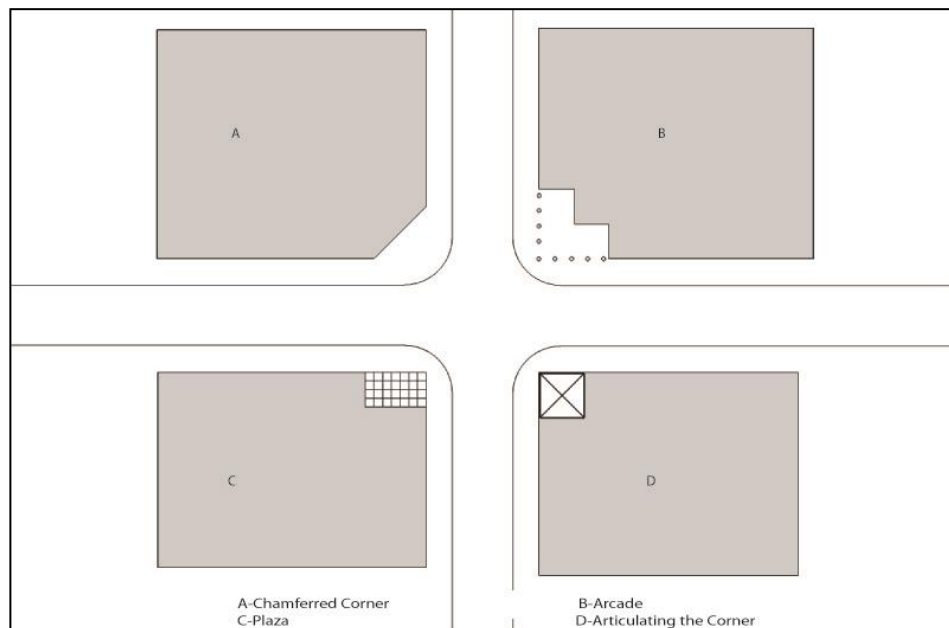 A
B
C
D
A-Chamferred Corner
B-Arcade
C-Plaza
D-Articulating the Corner